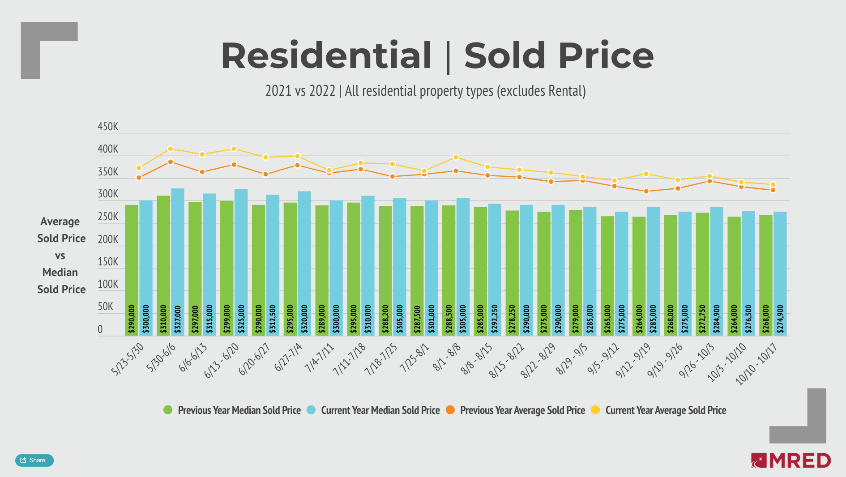 Residential | Sold Price
2021 vs 2022 | All residential property types (excludes Rental)
450K
400K
350K
300K
250K
200K
150K
100K
50K
0
Average
Sold Price
vs
Median
Sold Price
$290,000 $300,000 $310,000 $327,000 $297,000 $315,000 $299,000 $325,000 $290,000 $312,500 $295,000 $320,000 $289,000 $300,000 $295,000 $310,000 $288,200 $305,000 $287,500 $301,000 $288,500 $305,000 $285,000 $292,250 $278,250 $290,000 $275,000 $290,000 $279,000 $285,000 $265,000 $275,000 $264,000 $285,000 $268,000 $275,000 $272,750 $284,900 $264,000 $276,500 $268,000 $274,900
5/23-5/30 5/30-6/6 6/6-6/13 6/13 - 6/20 6/20-6/27 6/27-7/4 7/4-7/11 7/11-7/18 7/18-7/25 7/25-8/1 8/1 - 8/8 8/8 - 8/15 8/15 - 8/22 8/22 - 8/29 8/29 - 9/5 9/5 - 9/12 9/12 - 9/19 9/19 - 9/26 9/26 - 10/3 10/3 - 10/10 10/10 - 10/17
Previous Year Median Sold Price Current Year Median Sold Price Previous Year Average Sold Price Current Year Average Sold Price
Share
MRED